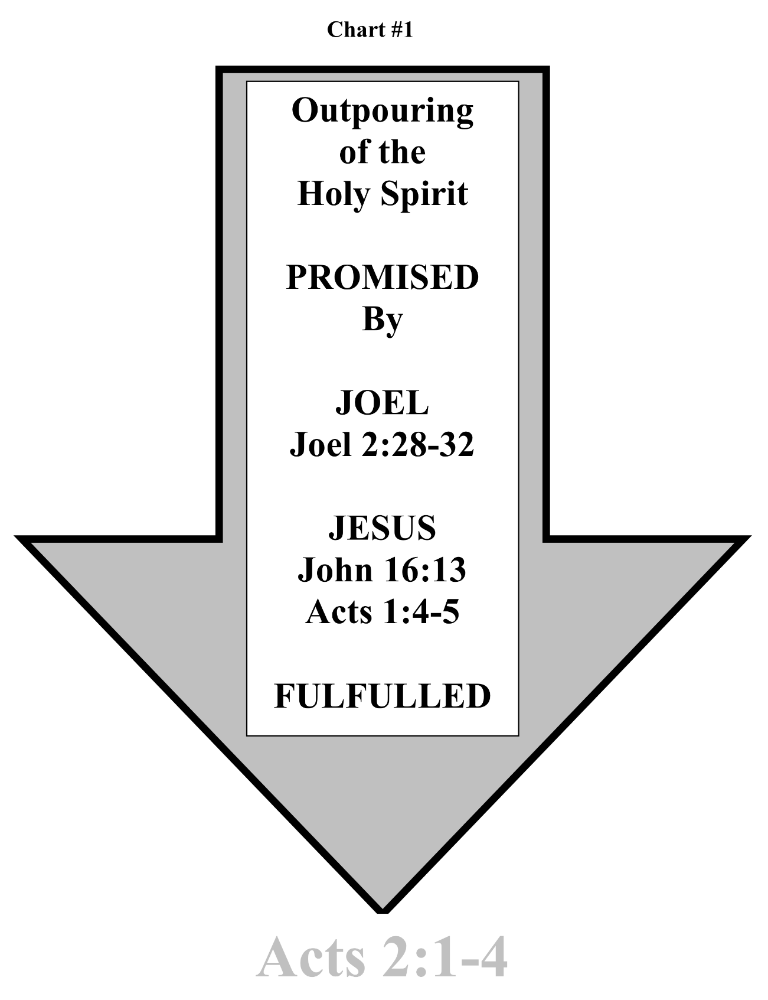 Chart #1
Outpouring
of the
Holy Spirit
PROMISED
By
JOEL
Joel 2:28-32
JESUS
John 16:13
Acts 1:4-5
FULFULLED
Acts 2:1-4